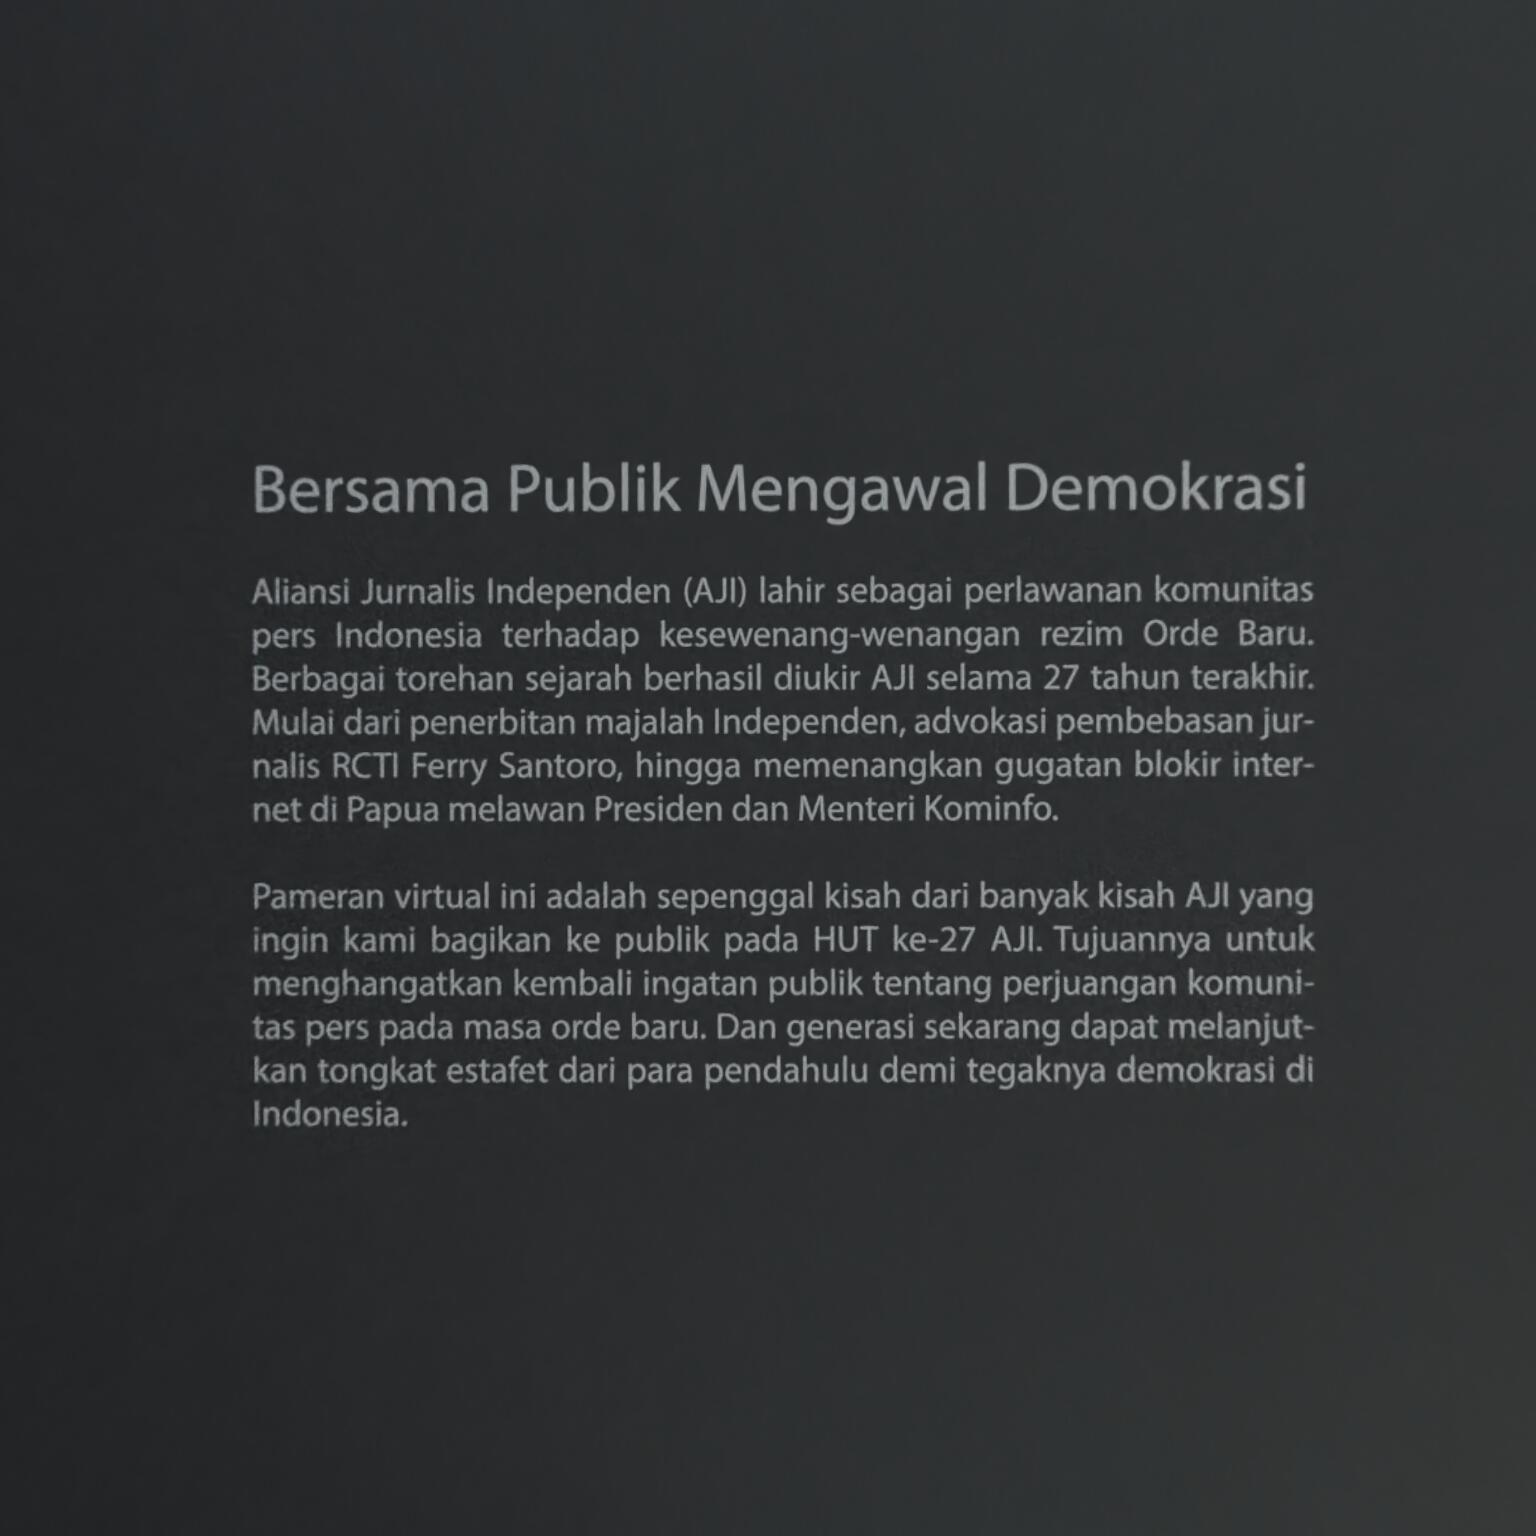 Bersama Publik Mengawal Demokrasi
Aliansi Jurnalis Independen (AJI) lahir sebagai perlawanan komunitas
pers Indonesia terhadap kesewenang-wenangan rezim Orde Baru.
Berbagai torehan sejarah berhasil diukir AJI selama 27 tahun terakhir.
Mulai dari penerbitan majalah Independen, advokasi pembebasan jur-
nalis RCTI Ferry Santoro, hingga memenangkan gugatan blokir inter-
net di Papua melawan Presiden dan Menteri Kominfo.
Pameran virtual ini adalah sepenggal kisah dari banyak kisah AJI yang
ingin kami bagikan ke publik pada HUT ke-27 AJI. Tujuannya untuk
menghangatkan kembali ingatan publik tentang perjuangan komuni-
tas pers pada masa orde baru. Dan generasi sekarang dapat melanjut-
kan tongkat estafet dari para pendahulu demi tegaknya demokrasi di
Indonesia.